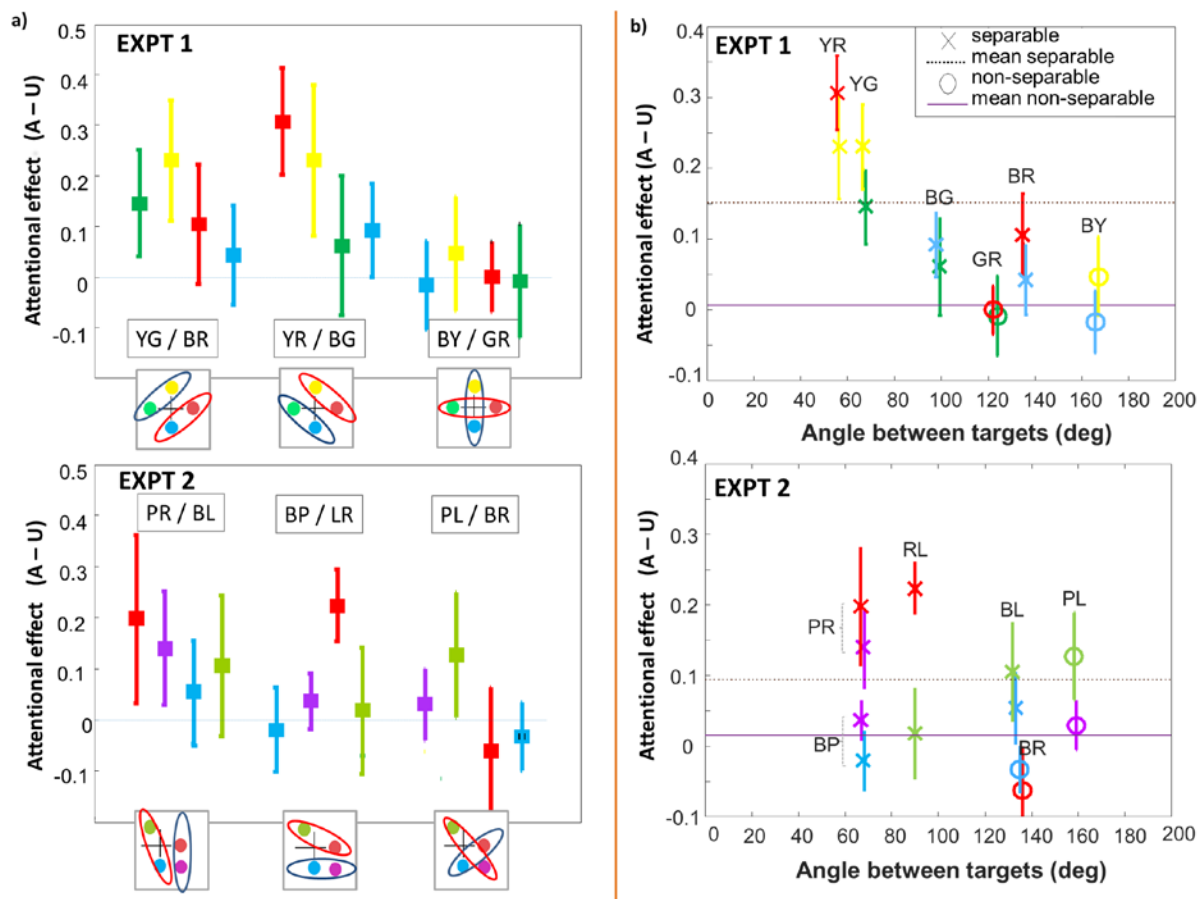 a)
EXPT 1
0.5
0.4
0.3
0.2
0.1
0
-0.1
Attentional effect (A – U)
YG / BR
YR / BG
BY / GR
EXPT 2
0.5
0.4
0.3
0.2
0.1
0
-0.1
Attentional effect (A – U)
PR / BL
BP / LR
PL / BR
b)
EXPT 1
0.4
0.3
0.2
0.1
0
-0.1
Attentional effect (A – U)
separable
mean separable
non-separable
mean non-separable
YR
YG
BG
BR
GR
BY
0 20 40 60 80 100 120 140 160 180 200
Angle between targets (deg)
EXPT 2
0.4
0.3
0.2
0.1
0
-0.1
Attentional effect (A – U)
RL
PR
BL
PL
BP
BR
0 20 40 60 80 100 120 140 160 180 200
Angle between targets (deg)